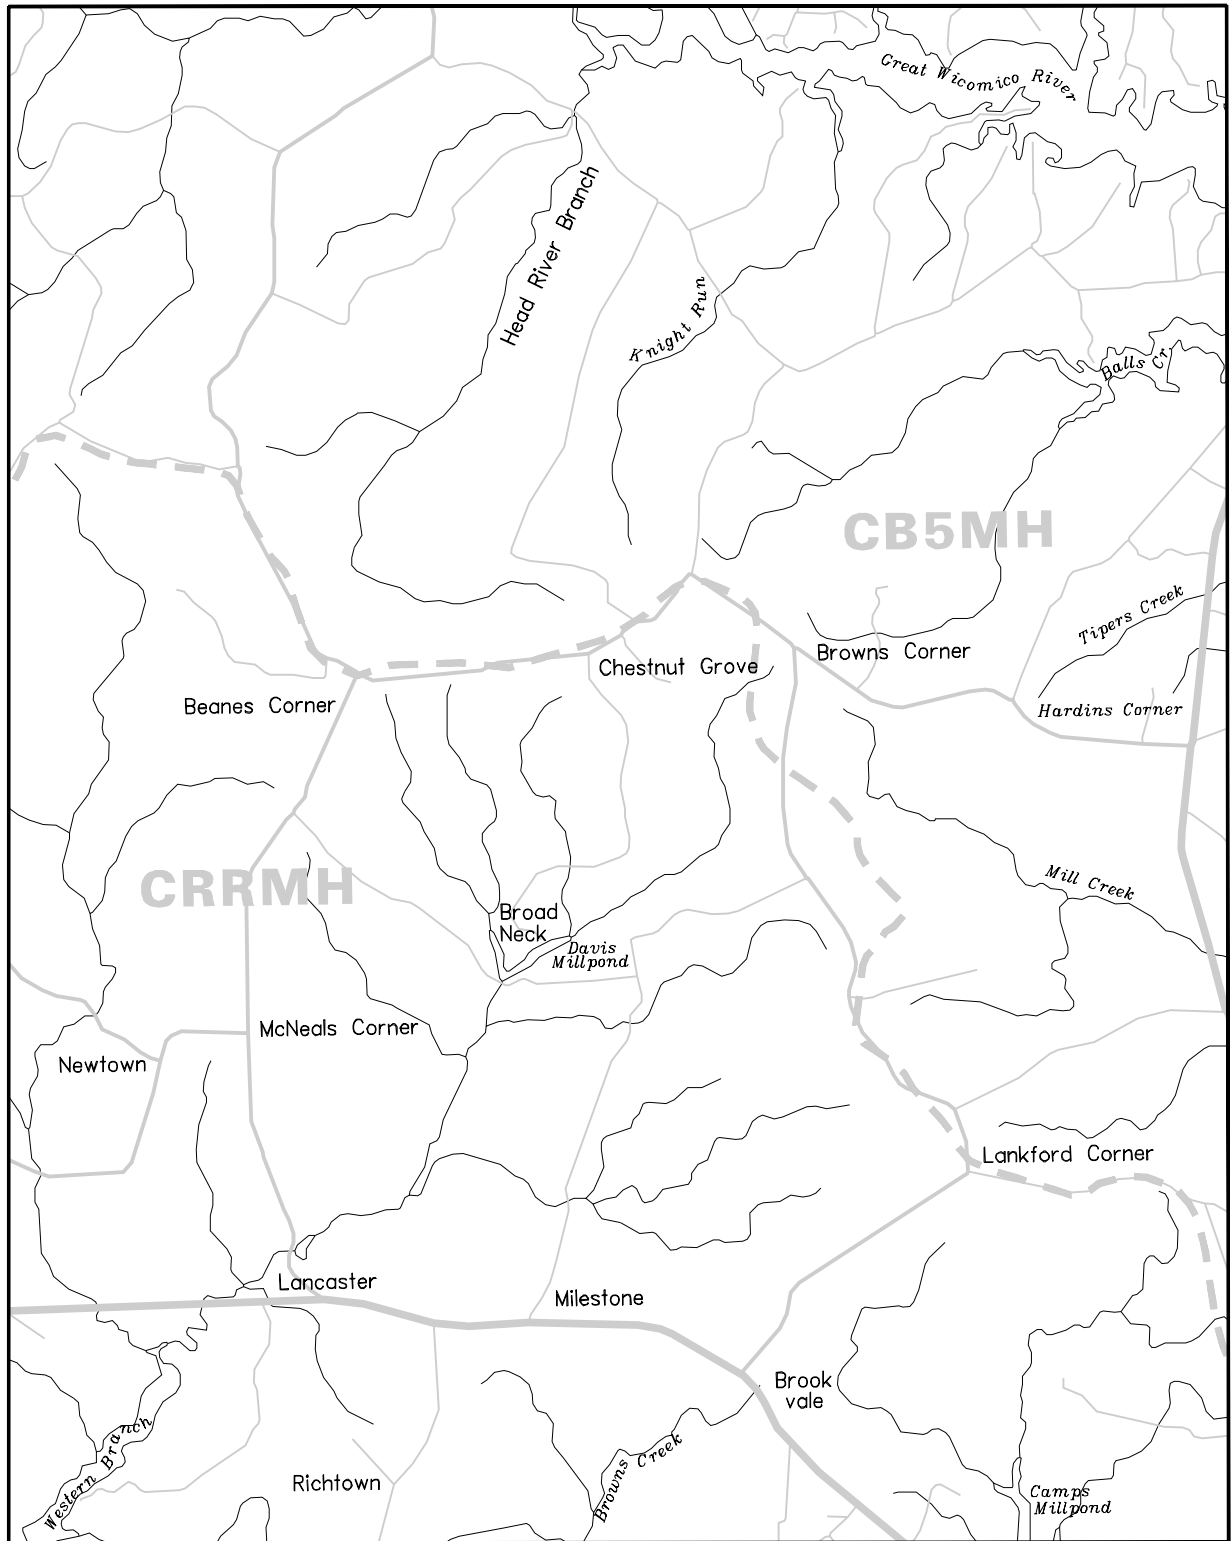 Great Wicomico River
Head River Branch
Knight Run
Balls Cr.
CB5MH
Tipers Creek
Chestnut Grove
Browns Corner
Beanes Corner
Hardins Corner
CRRMH
Mill Creek
Broad
Neck
Davis
Millpond
McNeals Corner
Newtown
Lankford Corner
Lancaster
Milestone
Brook
vale
Western Branch
Browns Creek
Richtown
Camps
Millpond